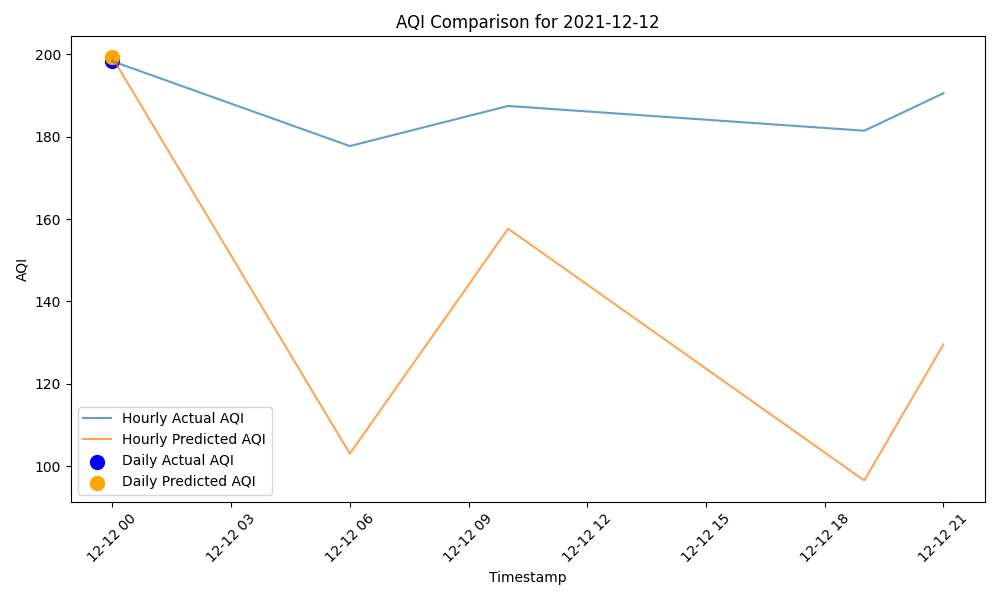 AQI Comparison for 2021-12-12
AQI
200
180
160
140
120
100
Hourly Actual AQI
Hourly Predicted AQI
Daily Actual AQI
Daily Predicted AQI
12-12 00
12-12 03
12-12 06
12-12 09
12-12 12
12-12 15
12-12 18
12-12 21
Timestamp